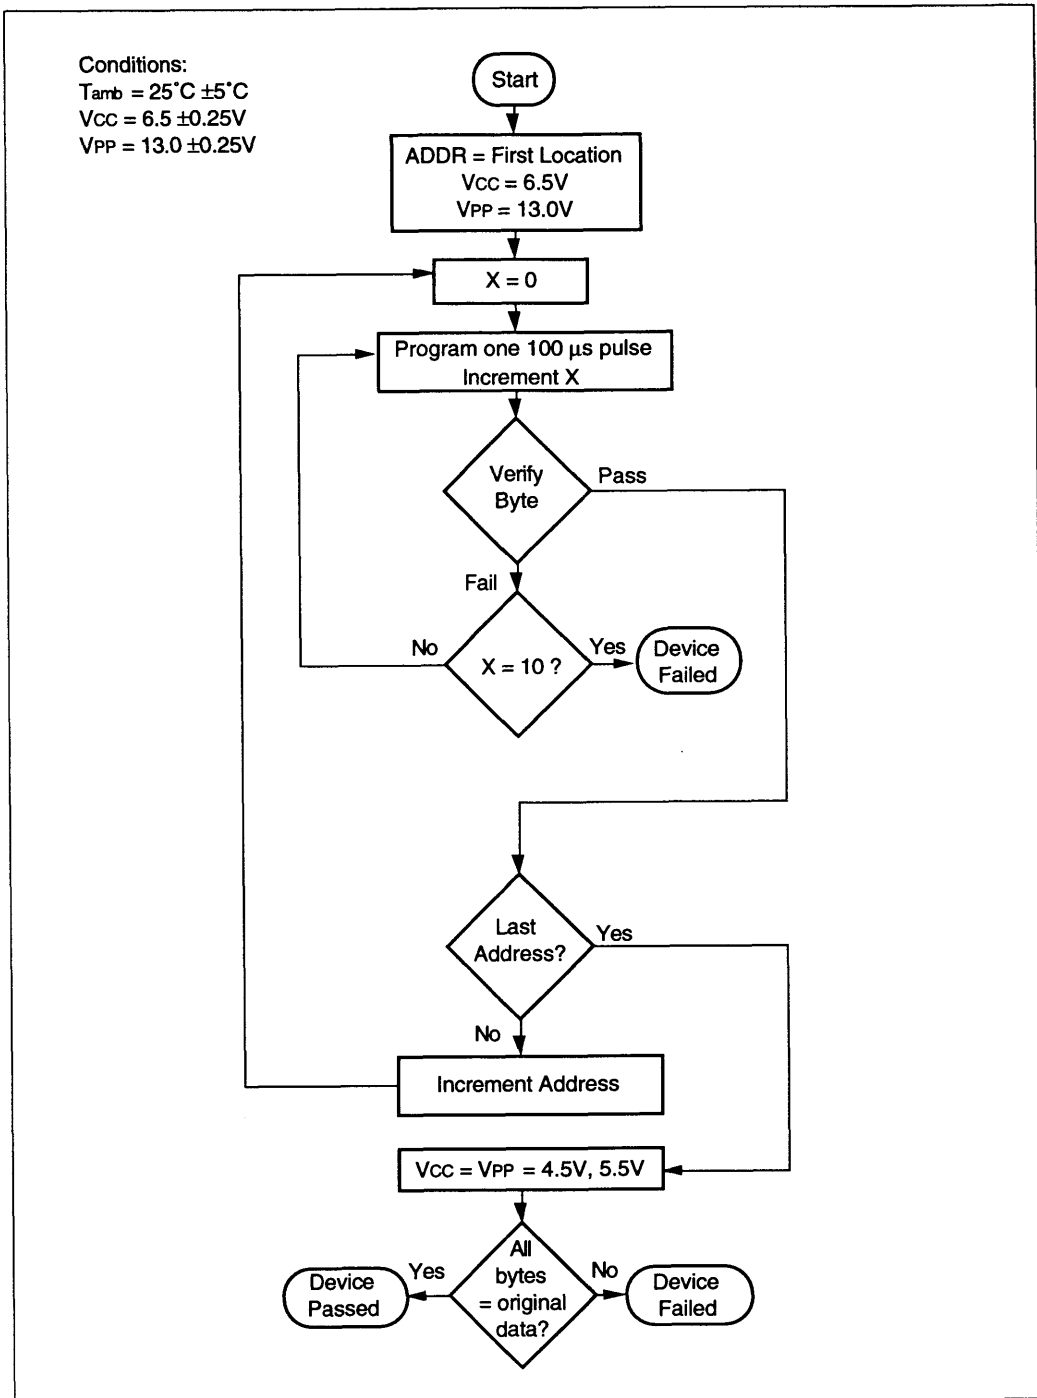 Conditions:
Tamb = 25˚C ±5˚C
VCC = 6.5 ±0.25V
VPP = 13.0 ±0.25V
Start
ADDR = First Location
VCC = 6.5V
VPP = 13.0V
X = 0
Program one 100 µs pulse
Increment X
Verify
Byte
Pass
Fail
No
X = 10 ?
Yes
Device
Failed
Last
Address?
Yes
No
Increment Address
VCC = VPP = 4.5V, 5.5V
Device
Passed
Yes
All
bytes
= original
data?
No
Device
Failed